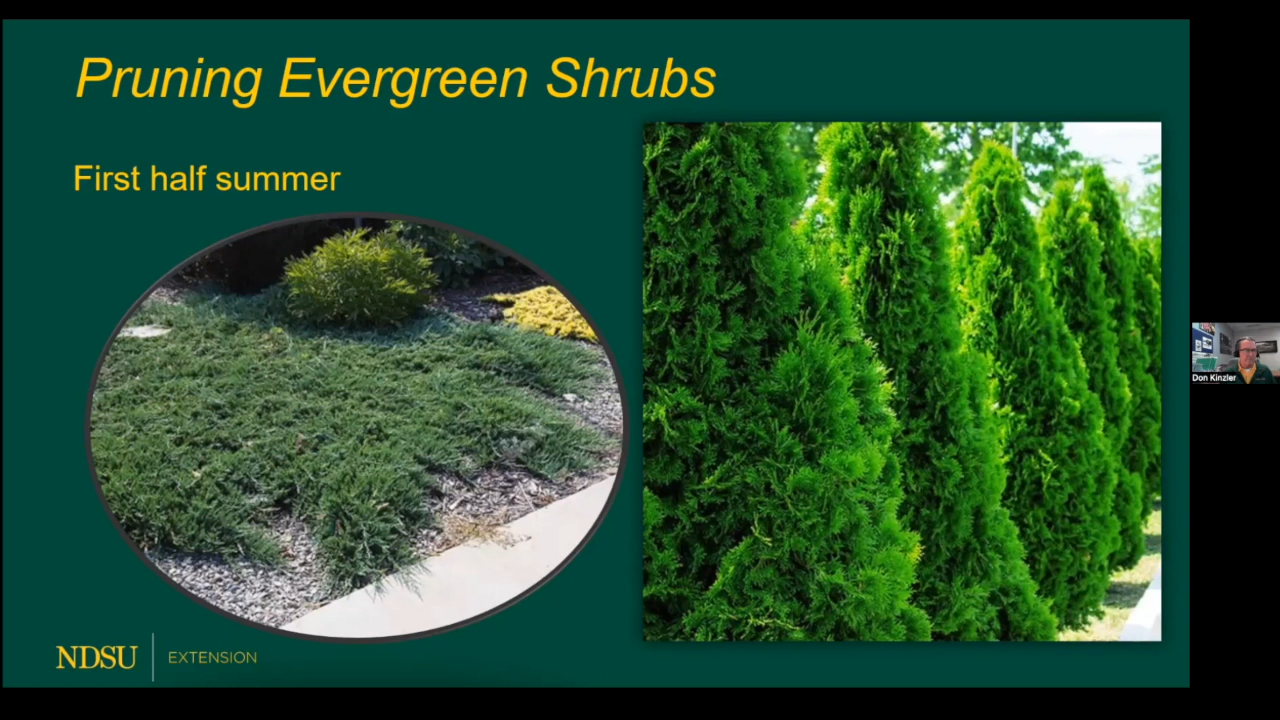 Pruning Evergreen Shrubs
First half summer
NDSU
EXTENSION
Don Kinzler